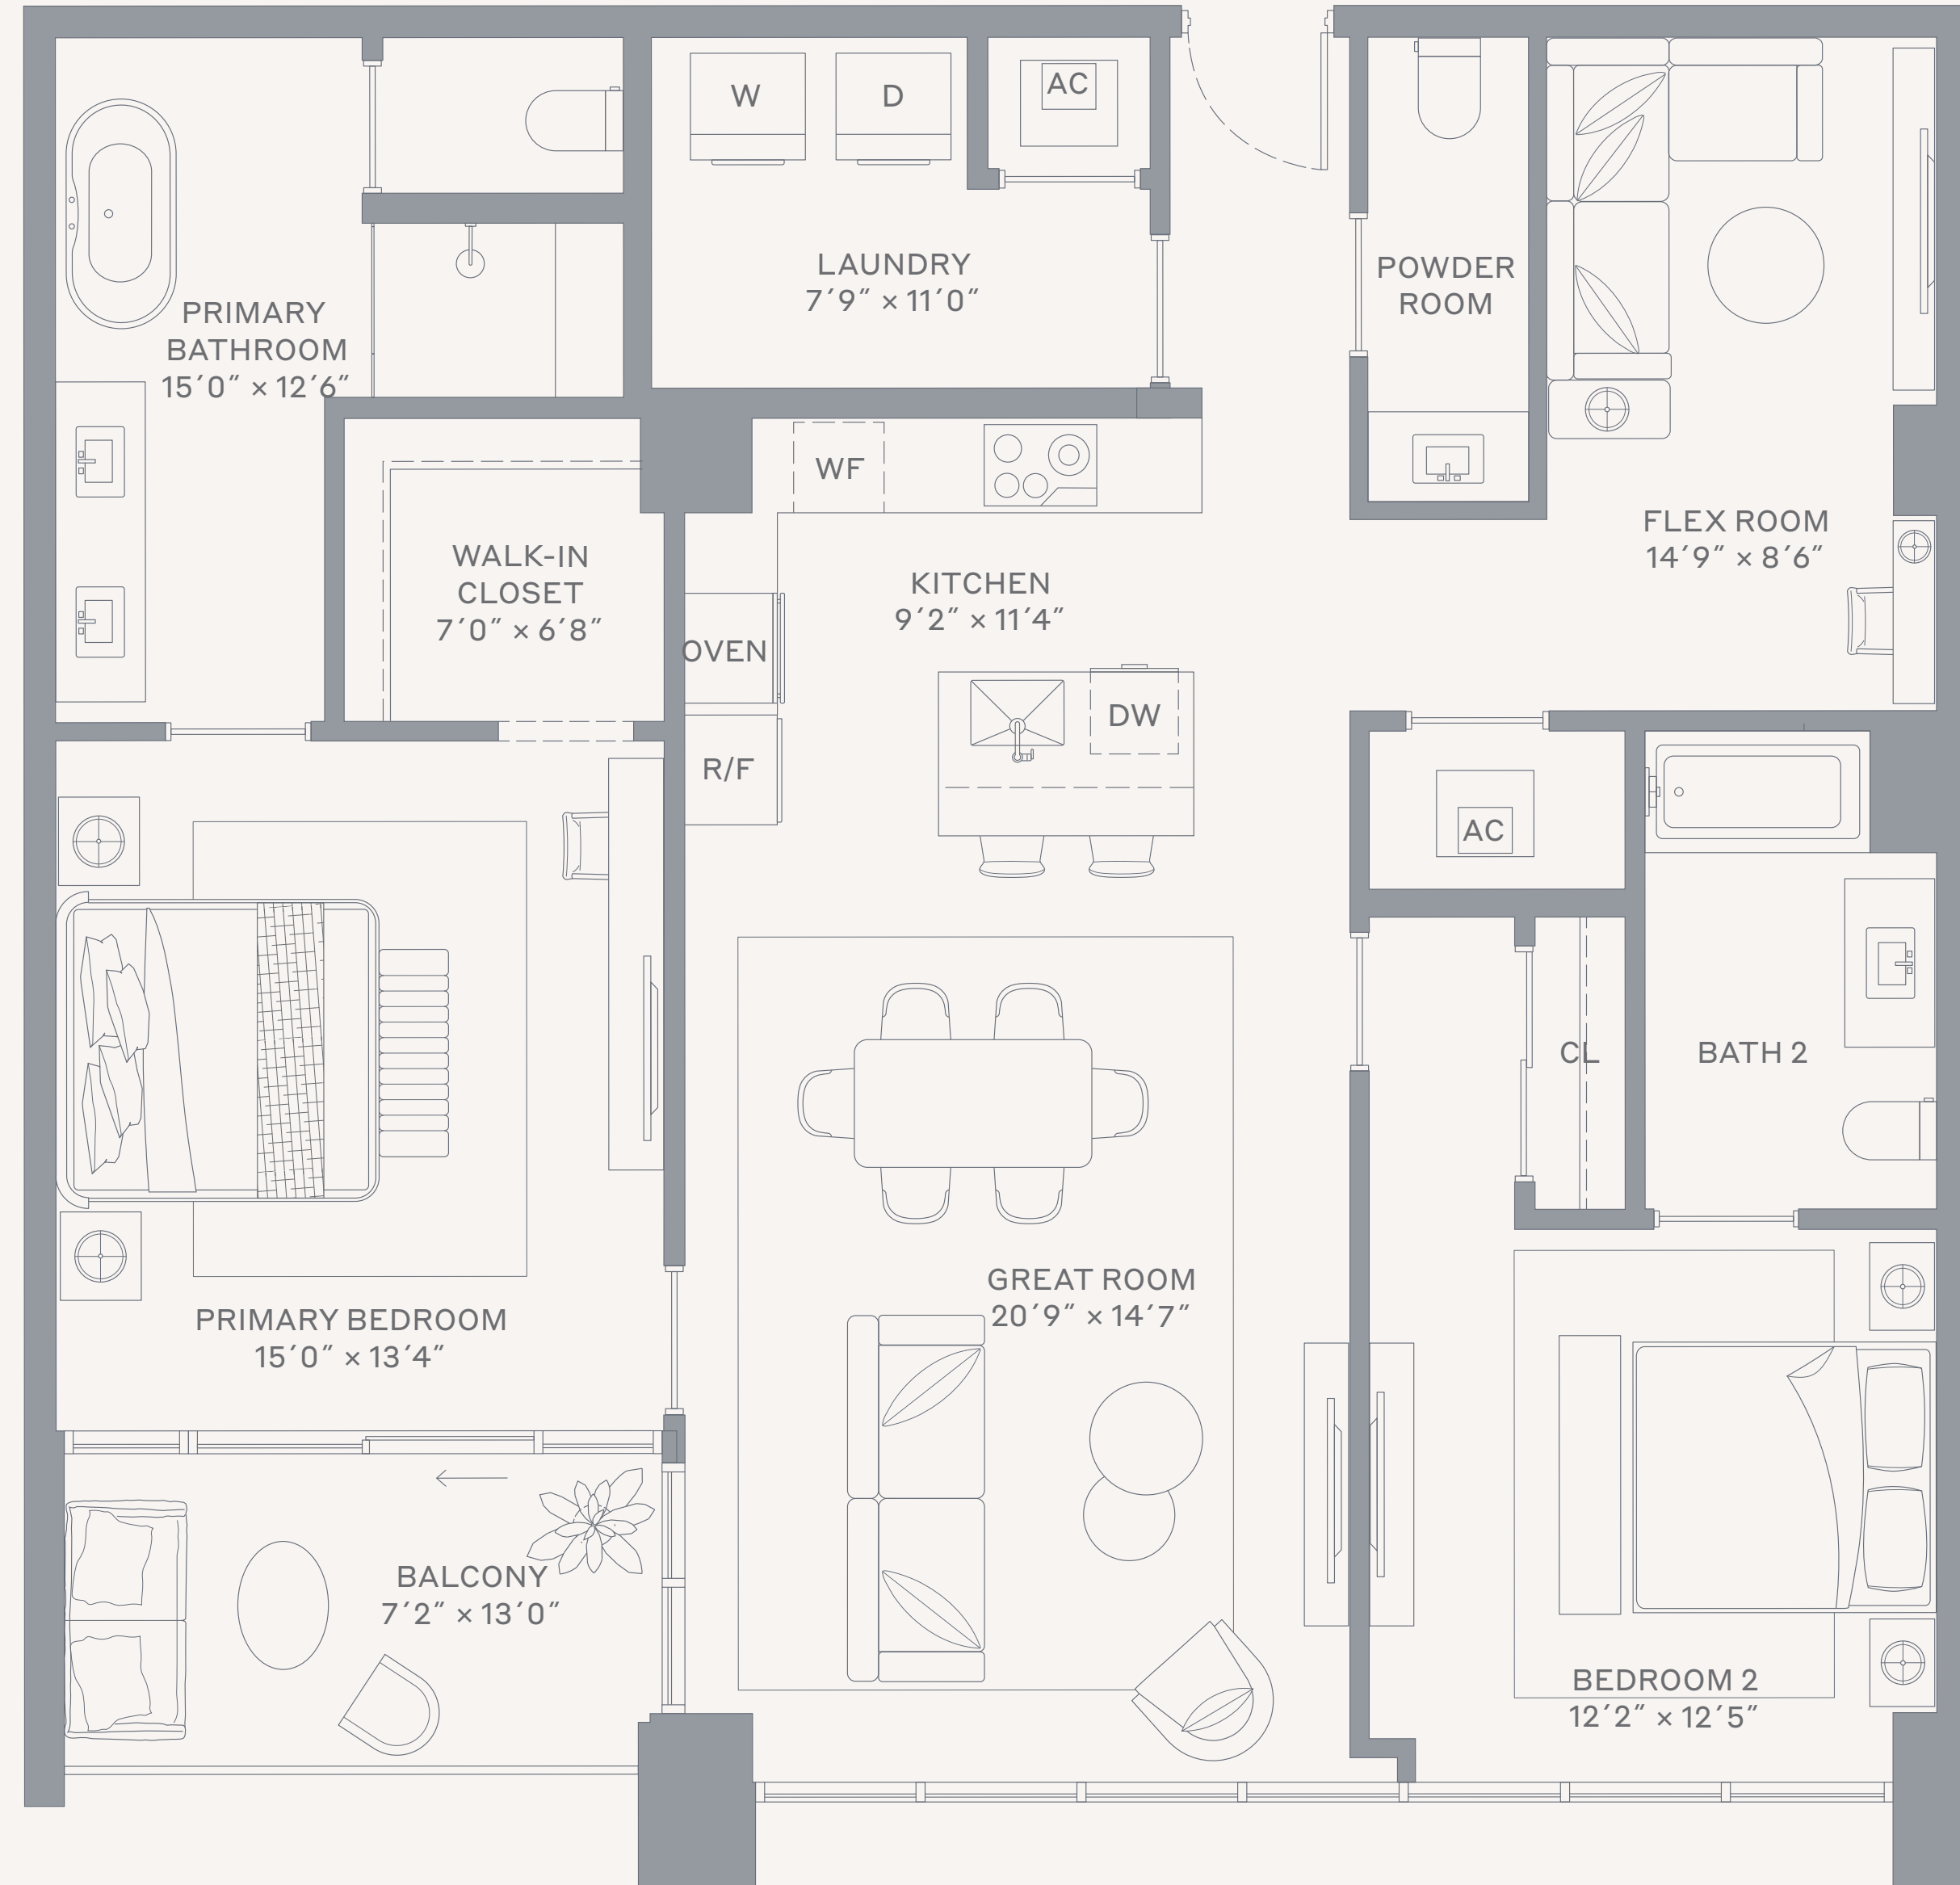 W
D
AC
LAUNDRY
7′9″ × 11′0″
POWDER
ROOM
PRIMARY
BATHROOM
15′0″ × 12′6″
WF
FLEX ROOM
14′9″ × 8′6″
WALK-IN
CLOSET
7′0″ × 6′8″
KITCHEN
9′2″ × 11′4″
OVEN
DW
R/F
AC
CL
BATH 2
GREAT ROOM
20′9″ × 14′7″
PRIMARY BEDROOM
15′0″ × 13′4″
BALCONY
7′2″ × 13′0″
BEDROOM 2
12′2″ × 12′5″